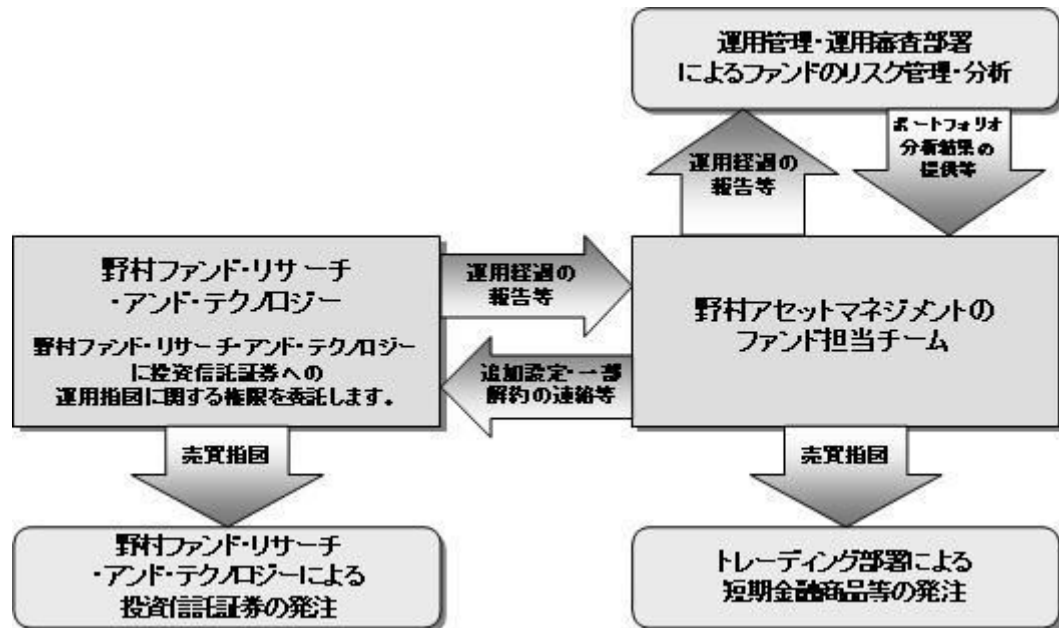 運用管理・運用審査部署
によるファンドのリスク管理・分析
運用経過の
報告等
ポートフォリオ
分析結果の
提供等
野村ファンド・リサーチ
・アンド・テクノロジー
野村ファンド・リサーチ・アンド・テクノロジー
に投資信託証券への
運用指図に関する権限を委託します。
運用経過の
報告等
追加設定・一部
解約の連絡等
野村アセットマネジメントの
ファンド担当チーム
売買指図
売買指図
野村ファンド・リサーチ
・アンド・テクノロジーによる
投資信託証券の発注
トレーディング部署による
短期金融商品等の発注